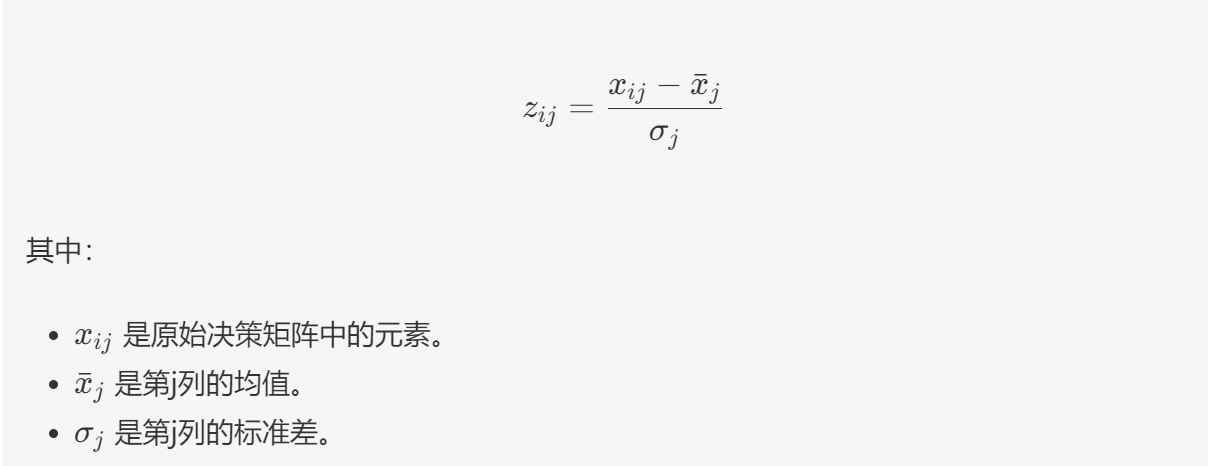 $z_{ij} = \frac{x_{ij} - \bar{x}_j}{\sigma_j}$
其中:
• $x_{ij}$ 是原始决策矩阵中的元素。
• $\bar{x}_j$ 是第j列的均值。
• $\sigma_j$ 是第j列的标准差。